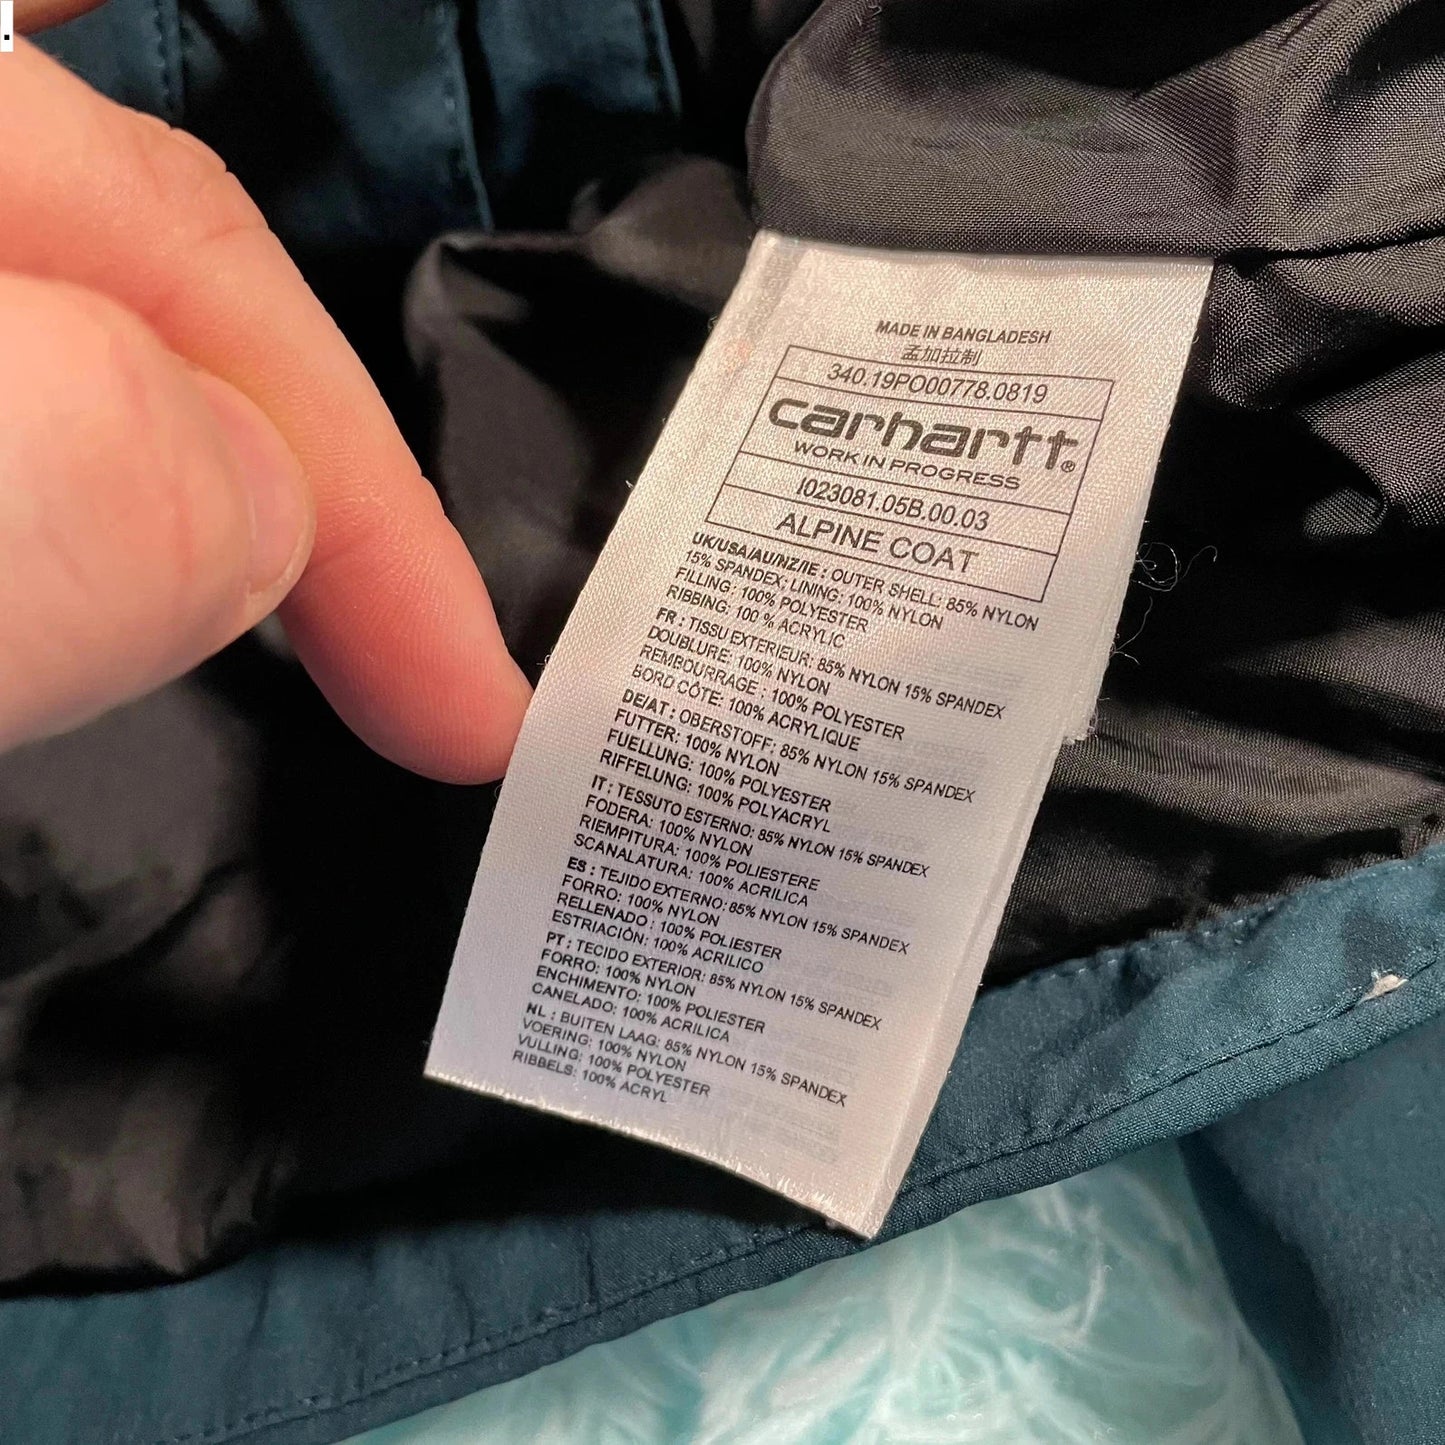 .
MADE IN BANGLADESH
孟加拉制
340.19PO00778.0819
carhartt®
WORK IN PROGRESS
I023081.05B.00.03
ALPINE COAT
UK/USA/AU/NZ/IE : OUTER SHELL: 85% NYLON
15% SPANDEX; LINING: 100% NYLON
FILLING: 100% POLYESTER
RIBBING: 100 % ACRYLIC
FR : TISSU EXTERIEUR: 85% NYLON 15% SPANDEX
DOUBLURE: 100% NYLON
REMBOURRAGE : 100% POLYESTER
BORD CÔTE: 100% ACRYLIQUE
DE/AT : OBERSTOFF: 85% NYLON 15% SPANDEX
FUTTER: 100% NYLON
FUELLUNG: 100% POLYESTER
RIFFELUNG: 100% POLYACRYL
IT : TESSUTO ESTERNO: 85% NYLON 15% SPANDEX
FODERA: 100% NYLON
RIEMPITURA: 100% POLIESTERE
SCANALATURA: 100% ACRILICA
ES : TEJIDO EXTERNO: 85% NYLON 15% SPANDEX
FORRO: 100% NYLON
RELLENADO : 100% POLIESTER
ESTRIACIÓN: 100% ACRILICO
PT : TECIDO EXTERIOR: 85% NYLON 15% SPANDEX
FORRO: 100% NYLON
ENCHIMENTO: 100% POLIESTER
CANELADO: 100% ACRILICA
NL : BUITEN LAAG: 85% NYLON 15% SPANDEX
VOERING: 100% NYLON
VULLING: 100% POLYESTER
RIBBELS: 100% ACRYL